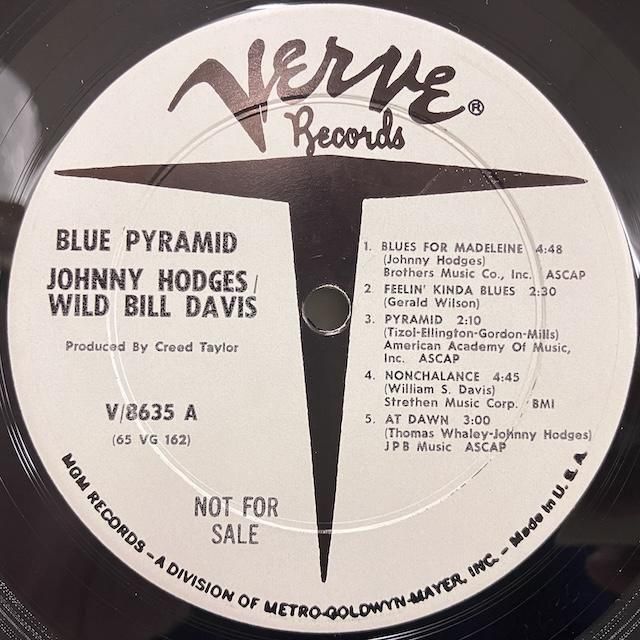 Verve ®
Records
BLUE PYRAMID
JOHNNY HODGES/
WILD BILL DAVIS
Produced By Creed Taylor
V/8635 A
(65 VG 162)
NOT FOR
SALE
1. BLUES FOR MADELEINE 4:48
(Johnny Hodges)
Brothers Music Co., Inc. ASCAP
2. FEELIN' KINDA BLUES 2:30
(Gerald Wilson)
3. PYRAMID 2:10
(Tizol-Ellington-Gordon-Mills)
American Academy Of Music,
Inc. ASCAP
4. NONCHALANCE 4:45
(William S. Davis)
Strethen Music Corp. BMI
5. AT DAWN 3:00
(Thomas Whaley-Johnny Hodges)
JPB Music ASCAP
MGM RECORDS – A DIVISION OF METRO-GOLDWYN-MAYER, INC. – Made in U. S. A.